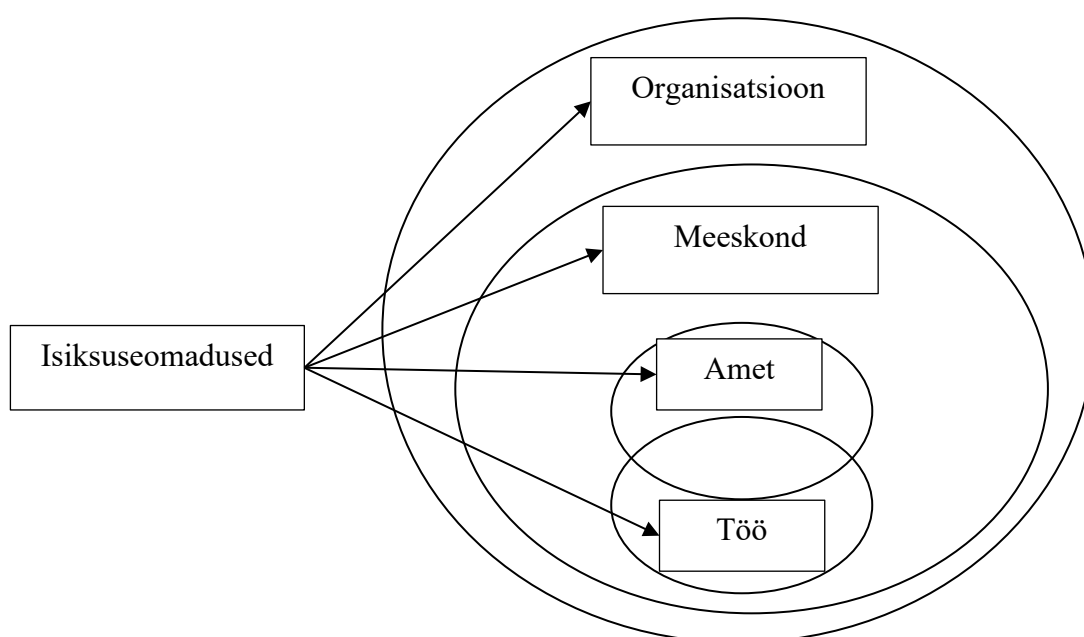 Organisatsioon
Meeskond
Isiksuseomadused
Amet
Töö